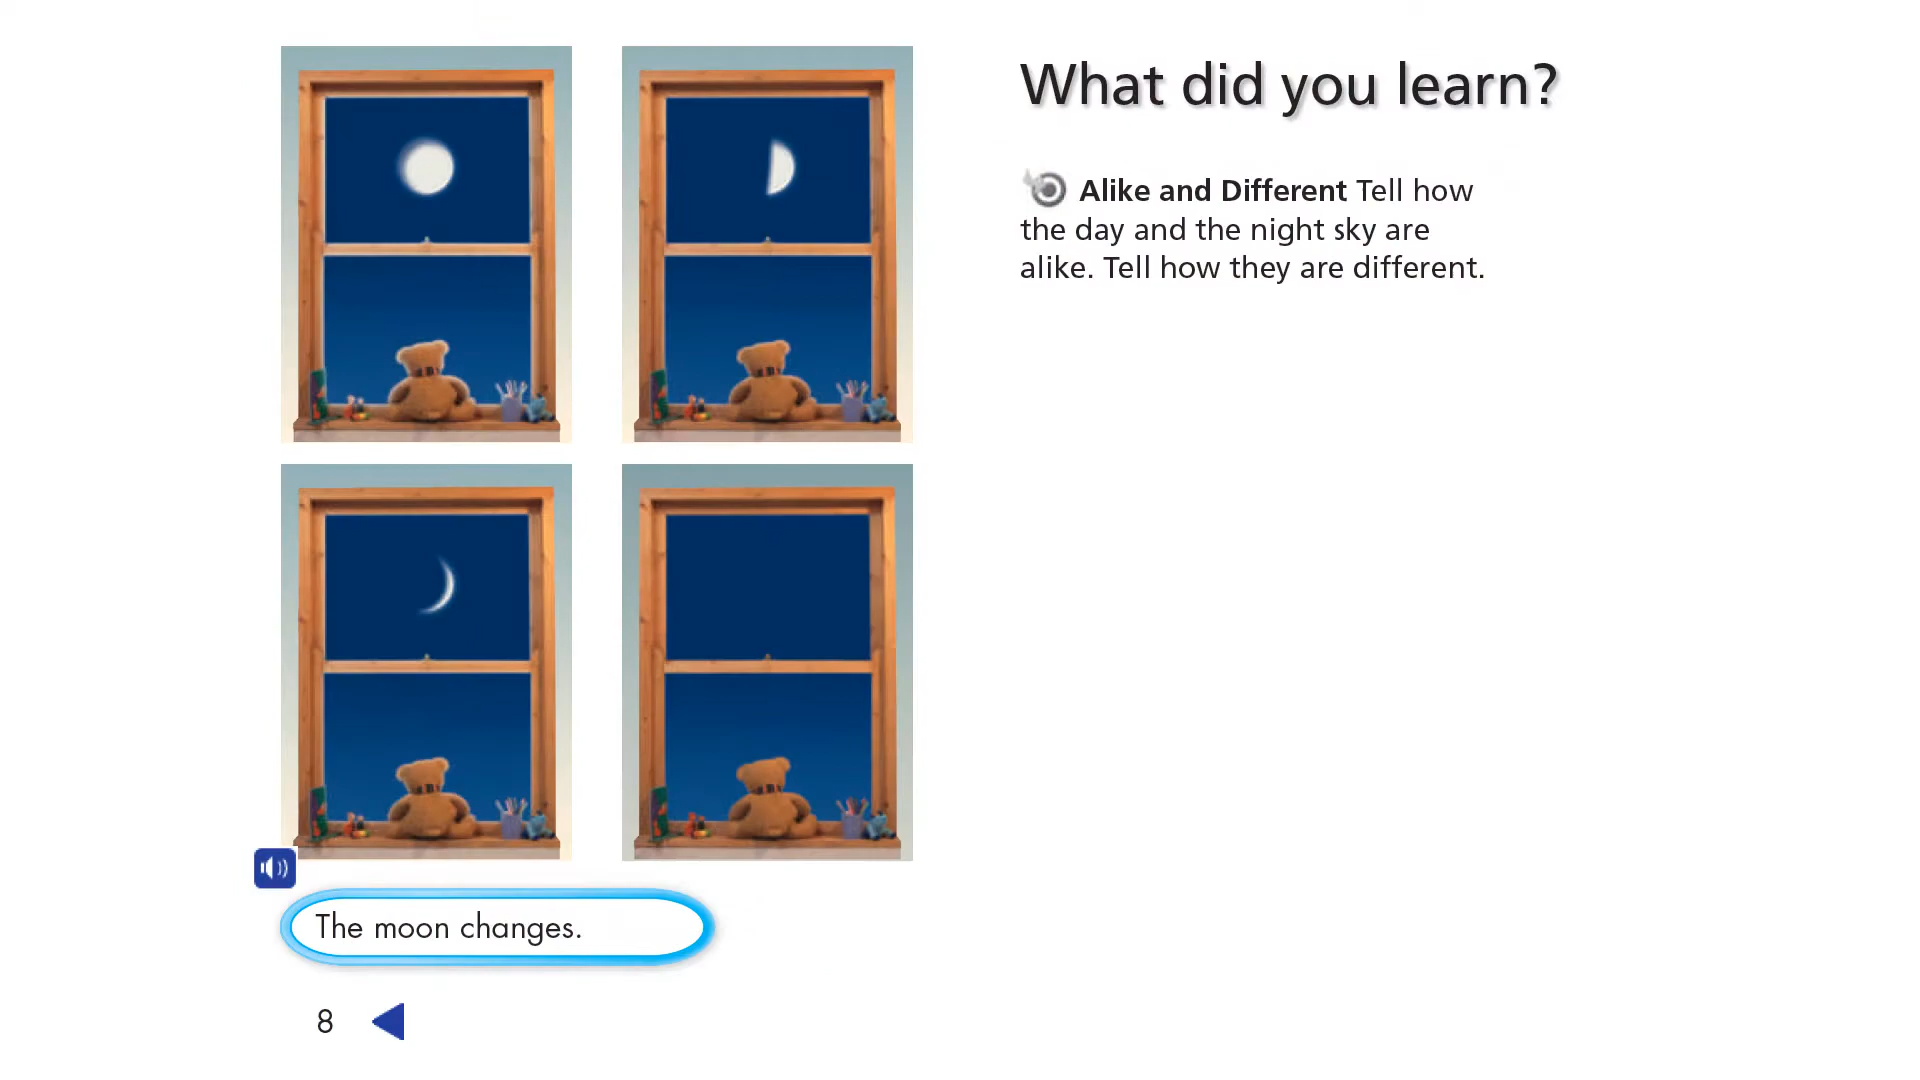 What did you learn?
Alike and Different Tell how
the day and the night sky are
alike. Tell how they are different.
The moon changes.
8